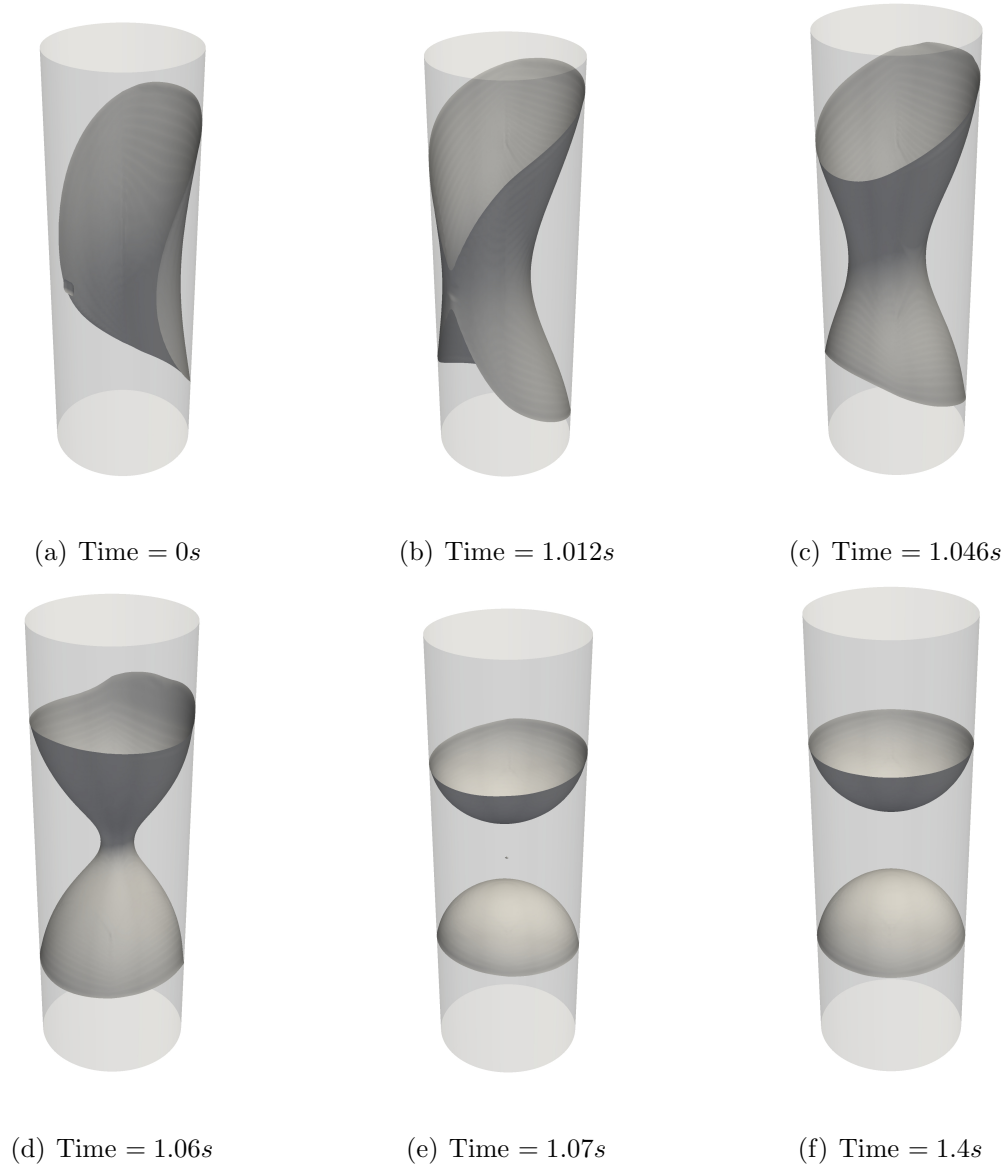 (a) Time = 0s
(b) Time = 1.012s
(c) Time = 1.046s
(d) Time = 1.06s
(e) Time = 1.07s
(f) Time = 1.4s